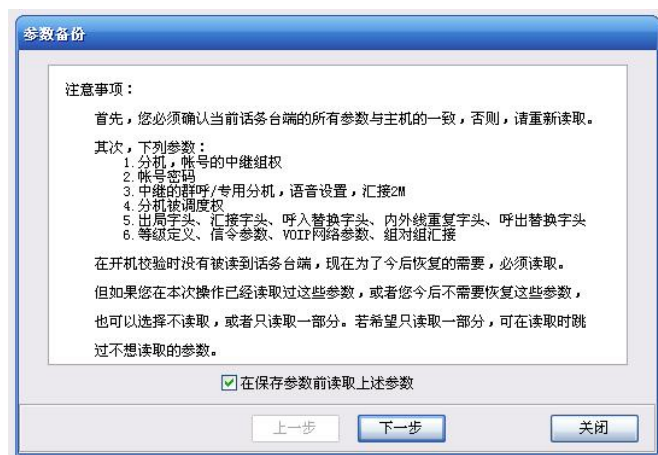 参数备份
注意事项：
首先，您必须确认当前话务台端的所有参数与主机的一致，否则，请重新读取。
其次，下列参数：
1.分机，帐号的中继组权
2.帐号密码
3.中继的群呼/专用分机，语音设置，汇接2M
4.分机被调度权
5.出局字头、汇接字头、呼入替换字头、内外线重复字头、呼出替换字头
6.等级定义、信令参数、VOIP网络参数、组对组汇接
在开机校验时没有被读到话务台端，现在为了今后恢复的需要，必须读取。
但如果您在本次操作已经读取过这些参数，或者您今后不需要恢复这些参数，
也可以选择不读取，或者只读取一部分。若希望只读取一部分，可在读取时跳
过不想读取的参数。
在保存参数前读取上述参数
上一步 下一步 关闭